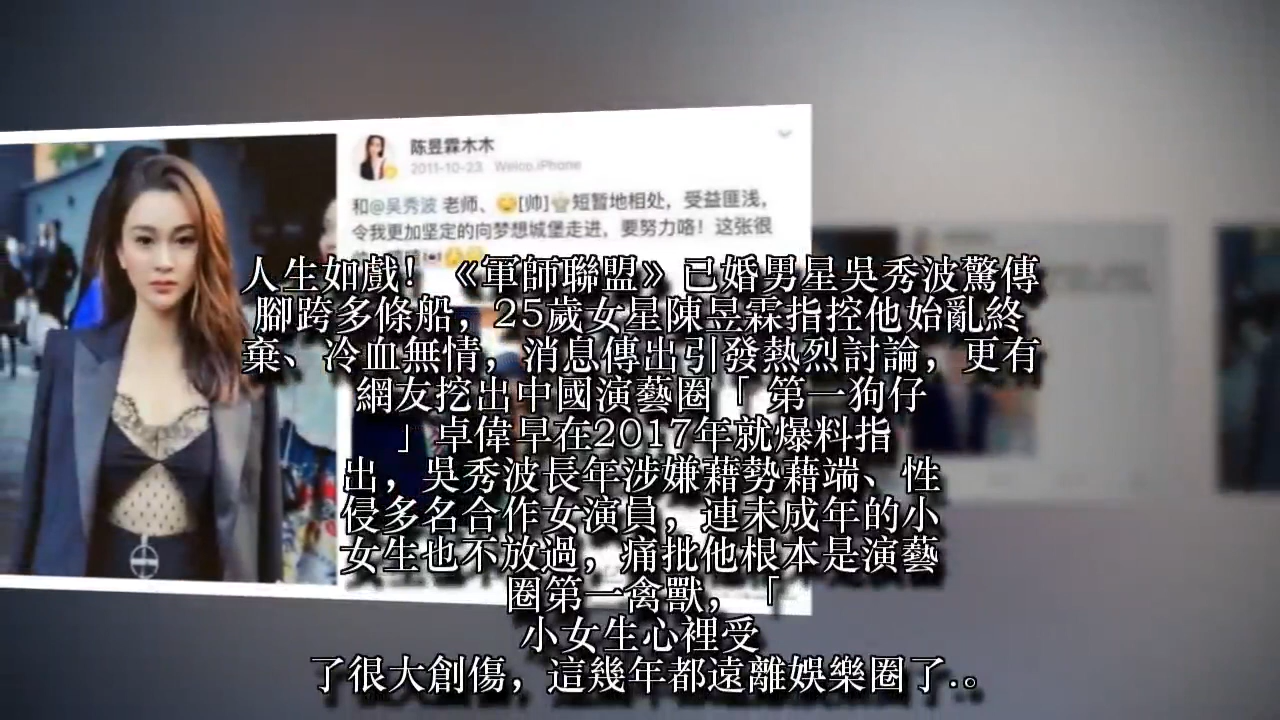 陈昱霖木木
2011-10-23 Weico.iPhone
和@吴秀波 老师、[帅]短暂地相处，受益匪浅，
令我更加坚定的向梦想城堡走进，要努力咯！这张很
人生如戲！《軍師聯盟》已婚男星吳秀波驚傳
腳跨多條船，25歲女星陳昱霖指控他始亂終
棄、冷血無情，消息傳出引發熱烈討論，更有
網友挖出中國演藝圈「 第一狗仔
」卓偉早在2017年就爆料指
出，吳秀波長年涉嫌藉勢藉端、性
侵多名合作女演員，連未成年的小
女生也不放過，痛批他根本是演藝
圈第一禽獸，「
小女生心裡受
了很大創傷，這幾年都遠離娛樂圈了.。